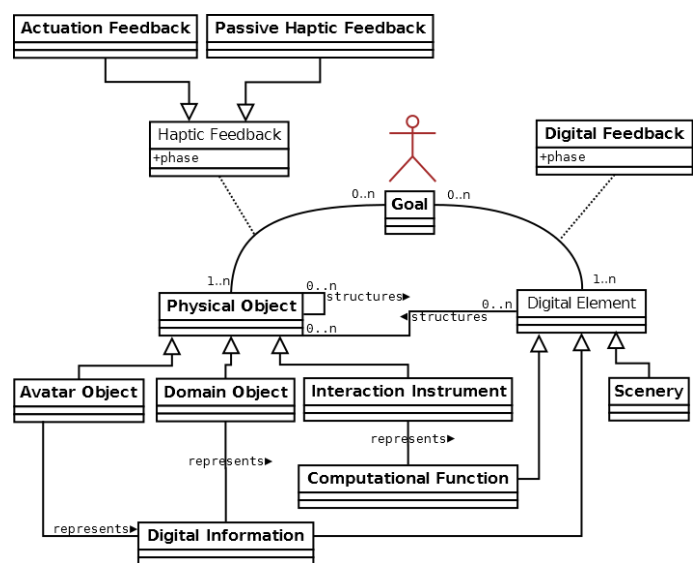 Actuation Feedback
Passive Haptic Feedback
Haptic Feedback
+phase
Digital Feedback
+phase
0..n
Goal
0..n
1..n
0..n
1..n
Physical Object
structures►
0..n
Digital Element
0..n
◄structures
Avatar Object
Domain Object
Interaction Instrument
Scenery
represents►
represents►
Computational Function
represents►
Digital Information